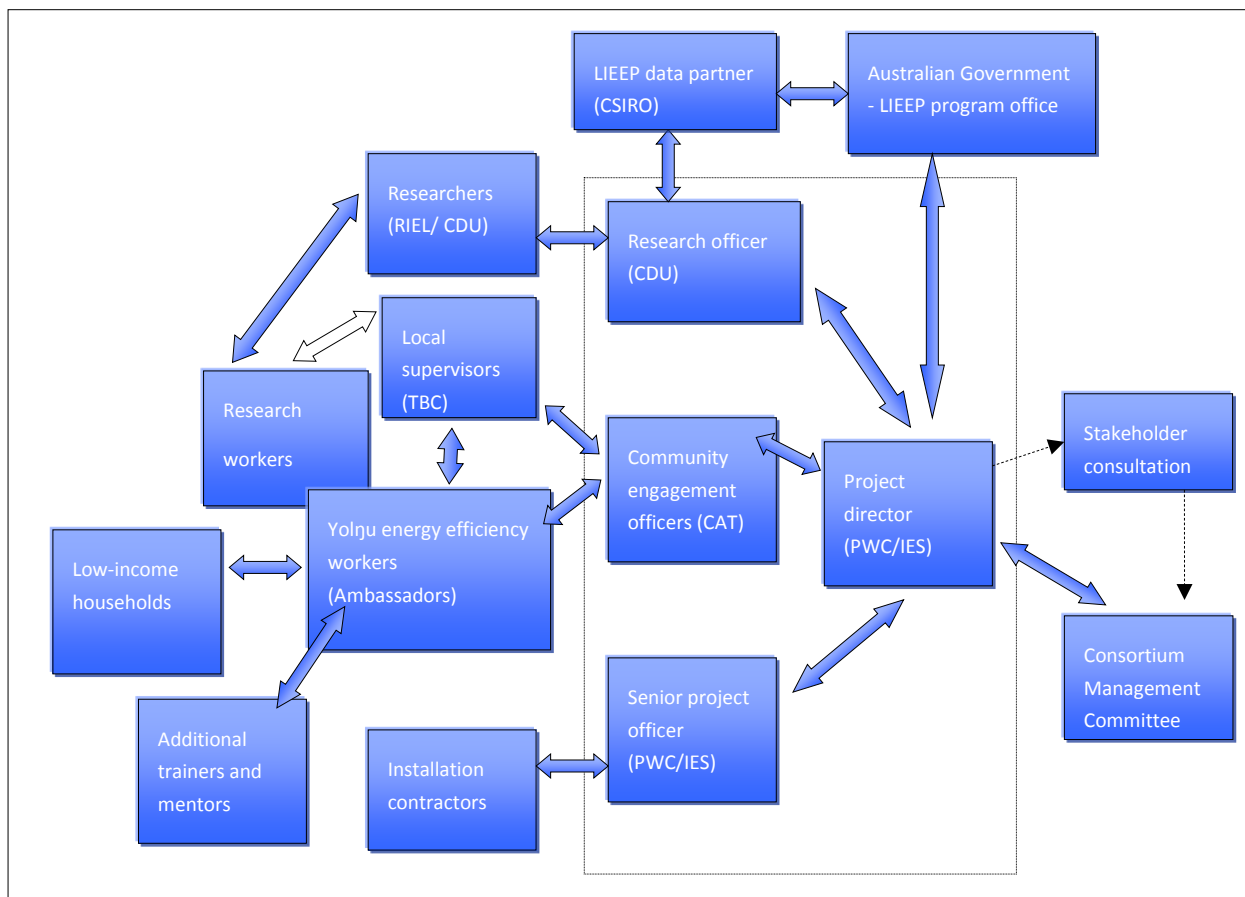 LIEEP data partner
(CSIRO)
Australian Government
- LIEEP program office
Researchers
(RIEL/ CDU)
Research officer
(CDU)
Local
supervisors
(TBC)
Research
workers
Community
engagement
officers (CAT)
Project
director
(PWC/IES)
Stakeholder
consultation
Yolŋu energy efficiency
workers
(Ambassadors)
Low-income
households
Senior project
officer
(PWC/IES)
Consortium
Management
Committee
Additional
trainers and
mentors
Installation
contractors